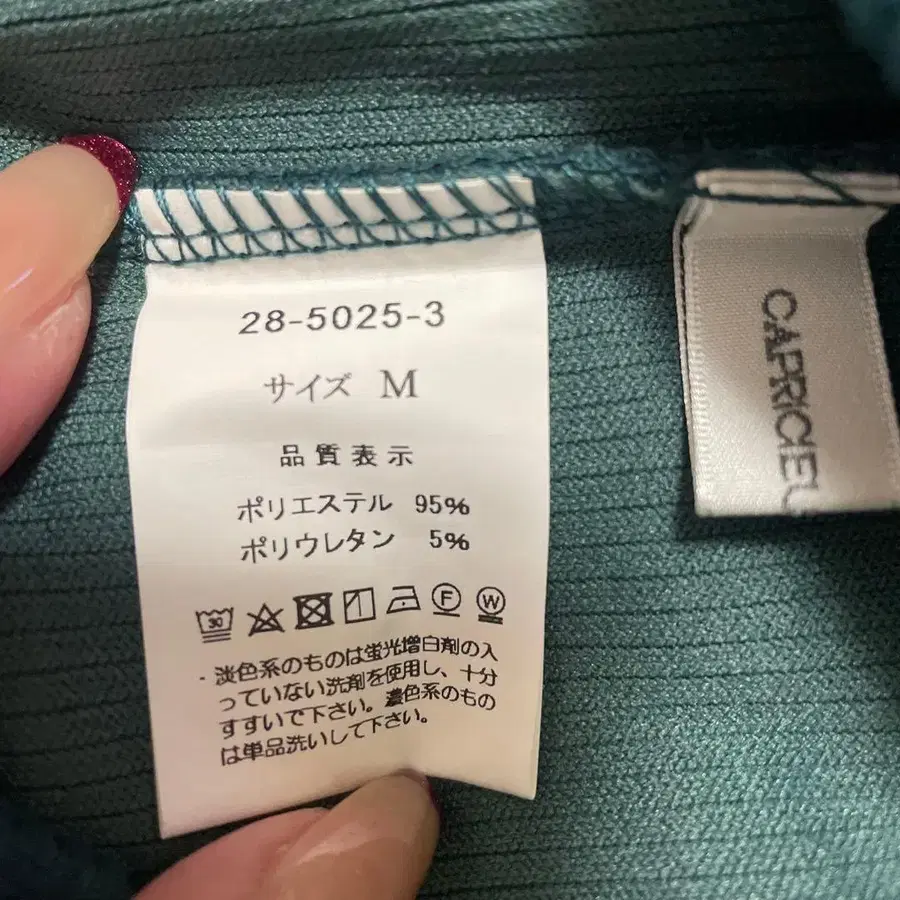 28-5025-3
サイズ M
品質表示
ポリエステル 95%
ポリウレタン 5%
30
F
W
・淡色系のものは蛍光増白剤の入
っていない洗剤を使用し、十分
すすいで下さい。濃色系のもの
は単品洗いして下さい。